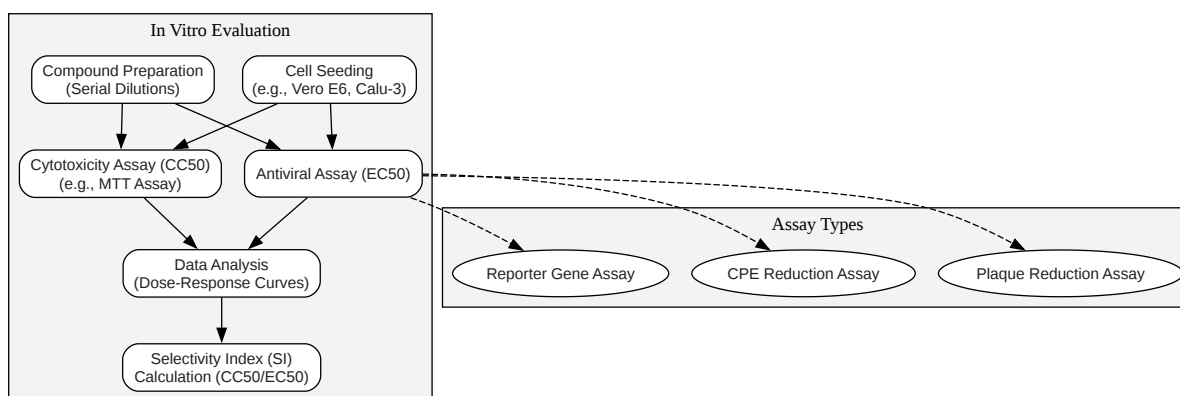 In Vitro Evaluation
Compound Preparation
(Serial Dilutions)
Cell Seeding
(e.g., Vero E6, Calu-3)
Cytotoxicity Assay (CC50)
(e.g., MTT Assay)
Antiviral Assay (EC50)
Data Analysis
(Dose-Response Curves)
Selectivity Index (SI)
Calculation (CC50/EC50)
Assay Types
Reporter Gene Assay
CPE Reduction Assay
Plaque Reduction Assay